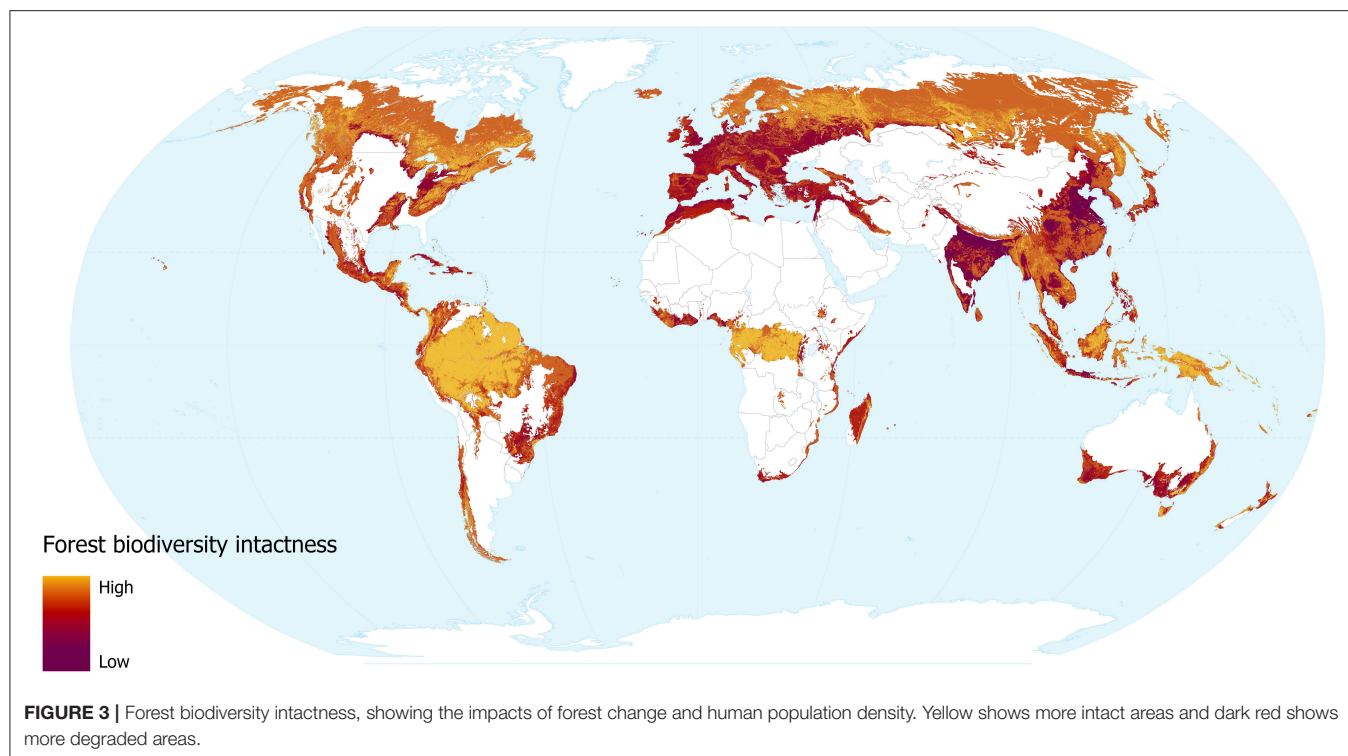 Forest biodiversity intactness
High
Low
FIGURE 3 | Forest biodiversity intactness, showing the impacts of forest change and human population density. Yellow shows more intact areas and dark red shows
more degraded areas.